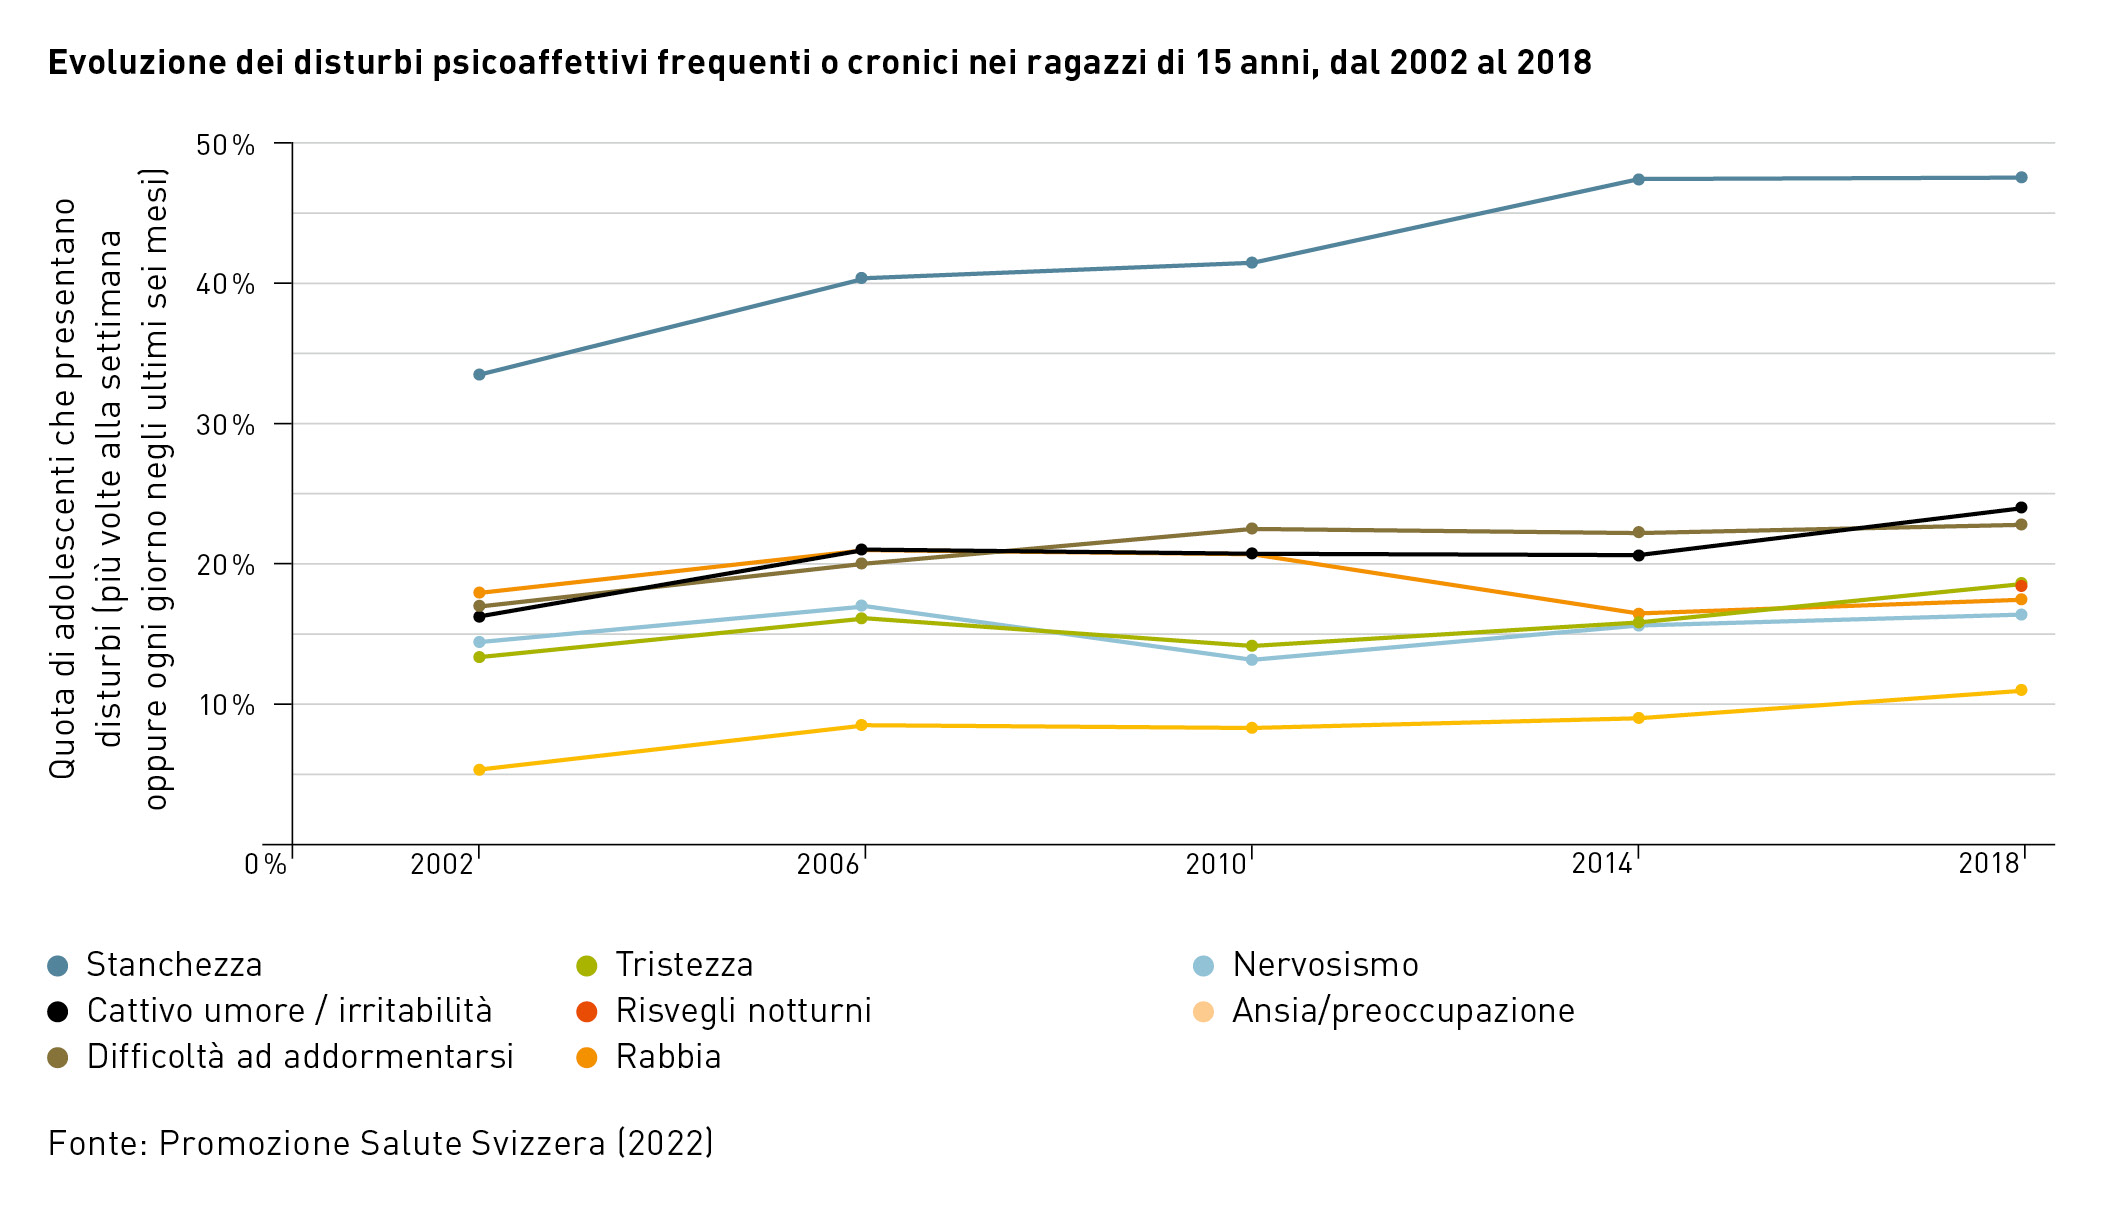 Evoluzione dei disturbi psicoaffettivi frequenti o cronici nei ragazzi di 15 anni, dal 2002 al 2018
Quota di adolescenti che presentano
disturbi (più volte alla settimana
oppure ogni giorno negli ultimi sei mesi)
50 %
40 %
30 %
20 %
10 %
0 %
2002
2006
2010
2014
2018
Stanchezza
Cattivo umore / irritabilità
Difficoltà ad addormentarsi
Tristezza
Risvegli notturni
Rabbia
Nervosismo
Ansia/preoccupazione
Fonte: Promozione Salute Svizzera (2022)